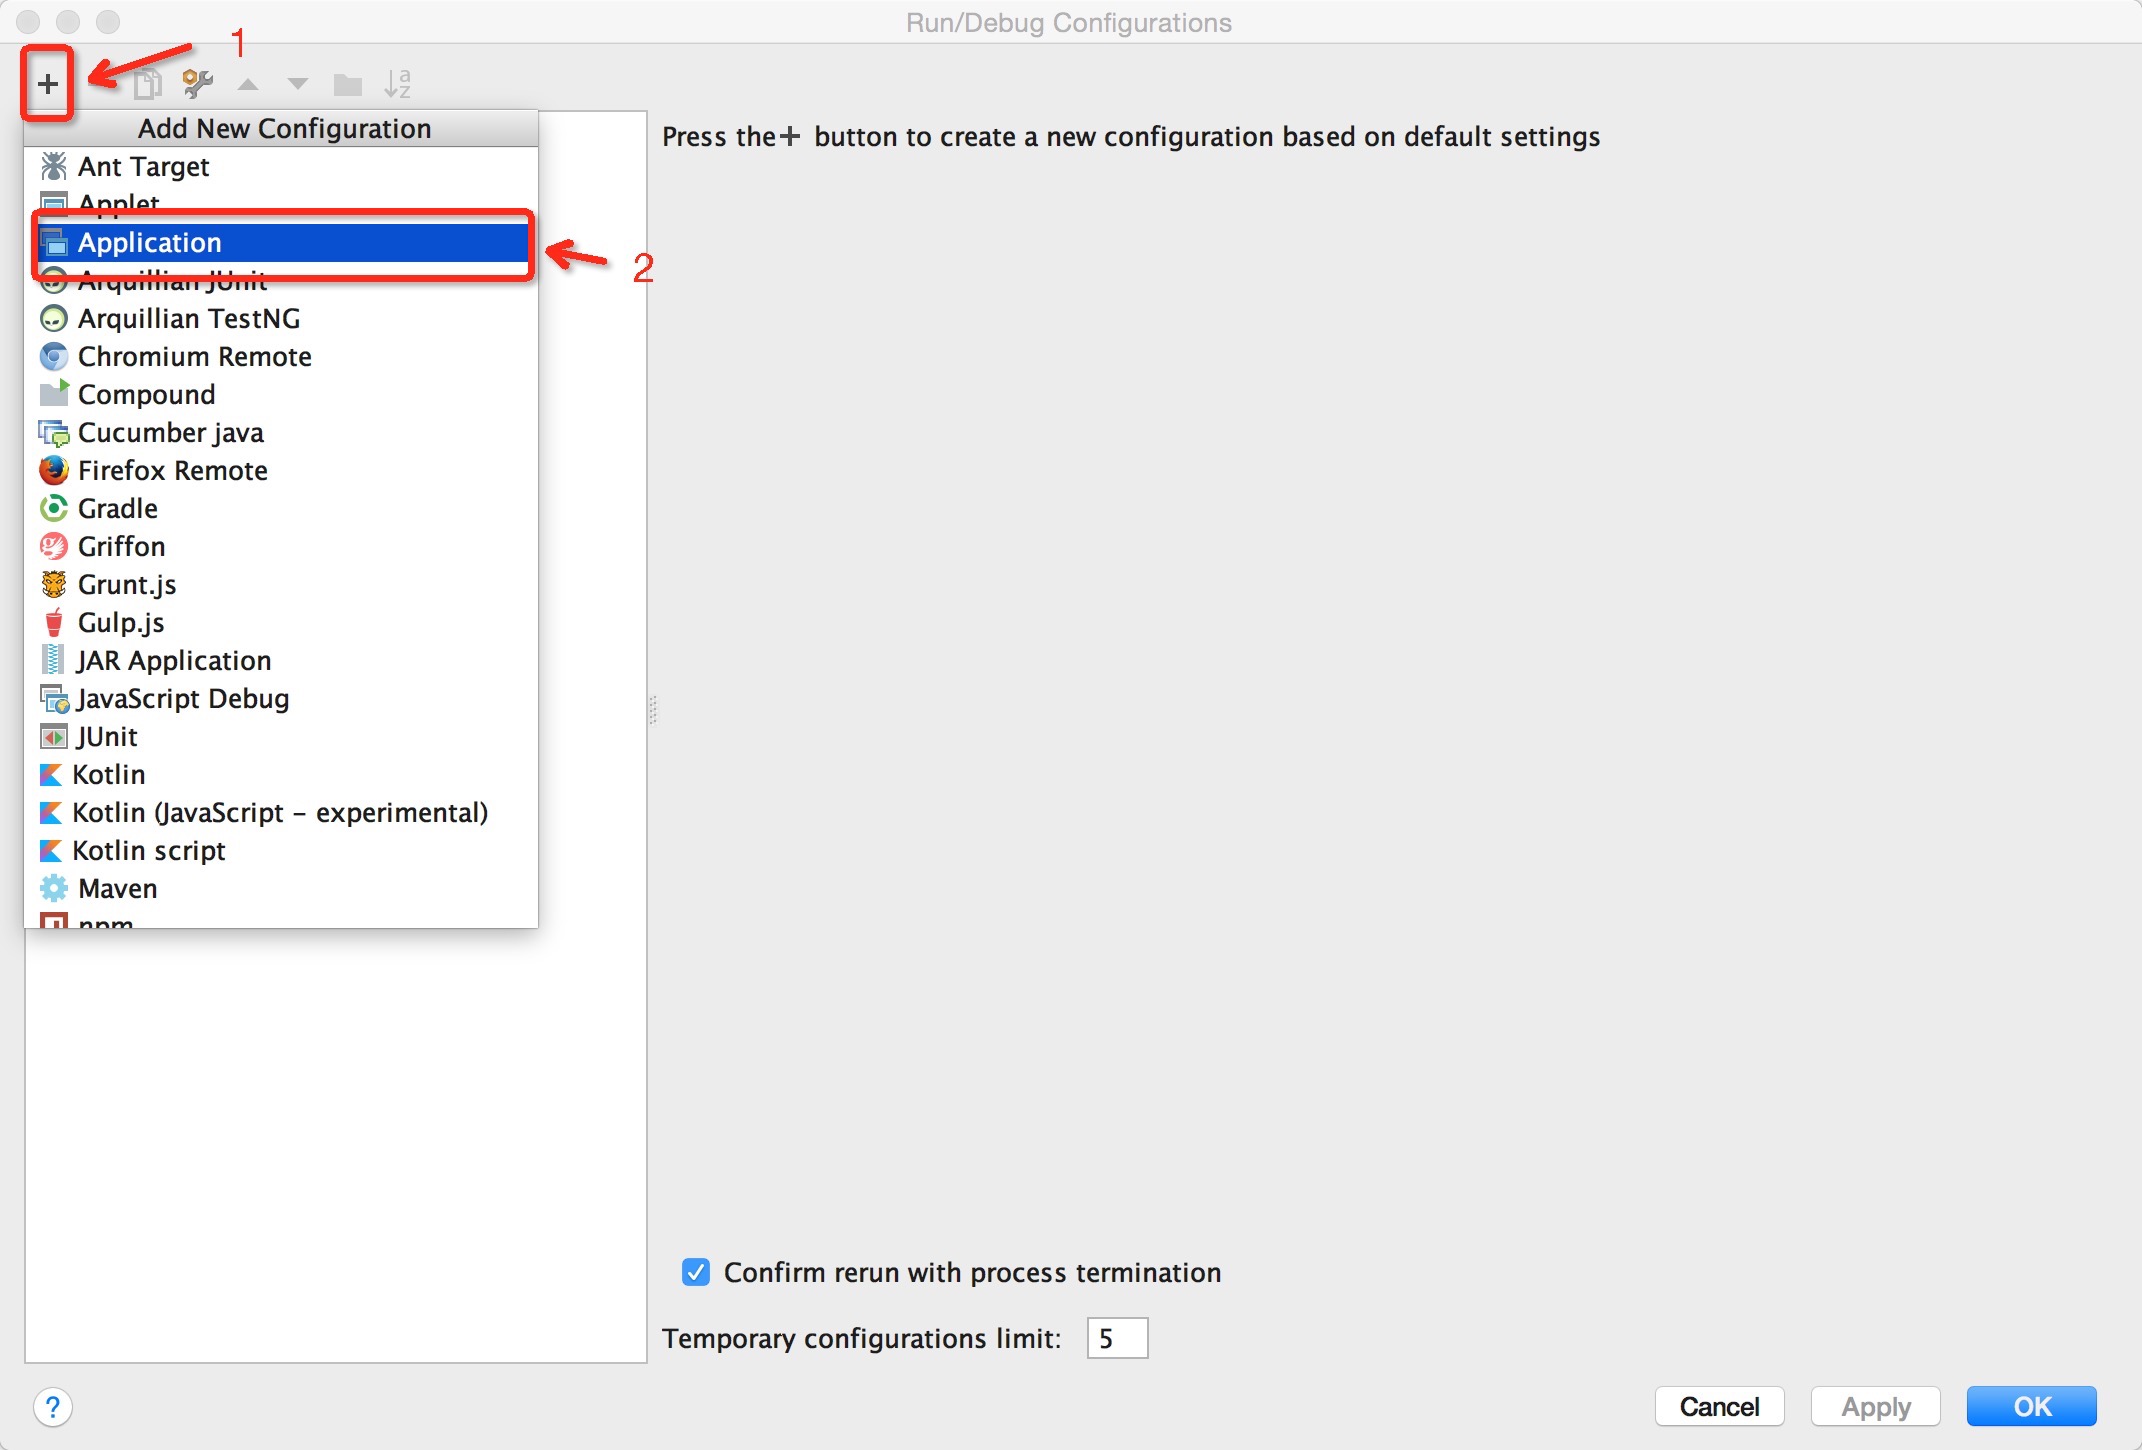 Run/Debug Configurations
1
Add New Configuration
Press the + button to create a new configuration based on default settings
Ant Target
Applet
Application
2
Arquillian JUnit
Arquillian TestNG
Chromium Remote
Compound
Cucumber java
Firefox Remote
Gradle
Griffon
Grunt.js
Gulp.js
JAR Application
JavaScript Debug
JUnit
Kotlin
Kotlin (JavaScript – experimental)
Kotlin script
Maven
npm
Confirm rerun with process termination
Temporary configurations limit: 5
? Cancel Apply OK